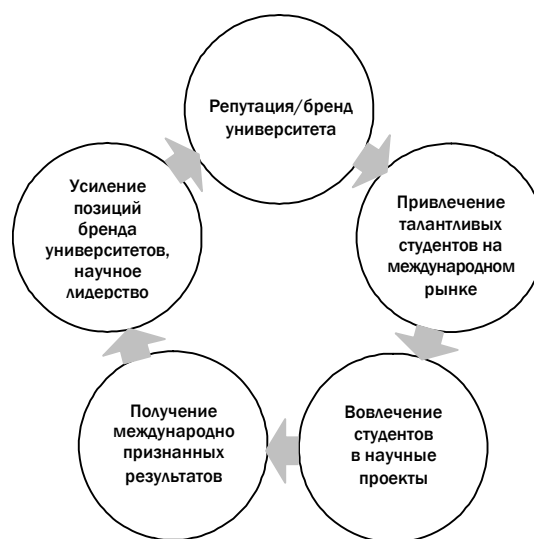 Репутация/бренд
университета
Привлечение
талантливых
студентов на
международном
рынке
Вовлечение
студентов
в научные
проекты
Получение
международно
признанных
результатов
Усиление
позиций
бренда
университетов,
научное
лидерство